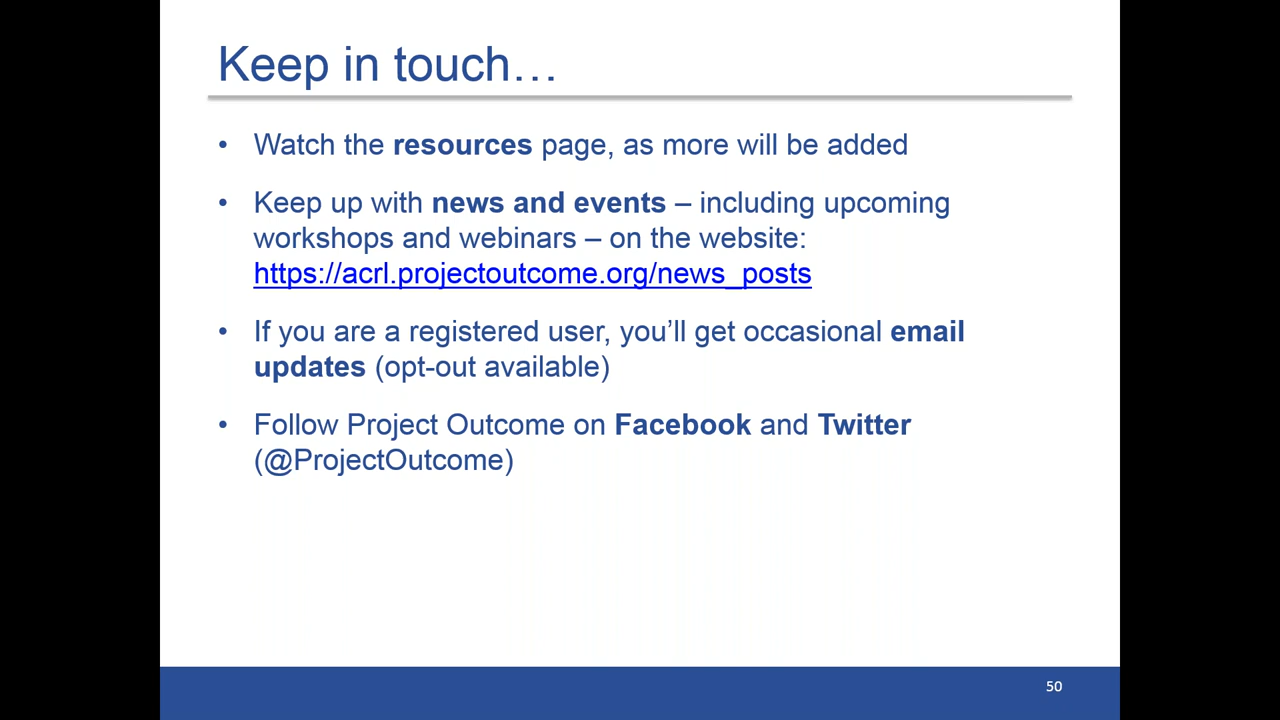 Keep in touch…
• Watch the resources page, as more will be added
• Keep up with news and events – including upcoming
workshops and webinars – on the website:
https://acrl.projectoutcome.org/news_posts
• If you are a registered user, you’ll get occasional email
updates (opt-out available)
• Follow Project Outcome on Facebook and Twitter
(@ProjectOutcome)
50